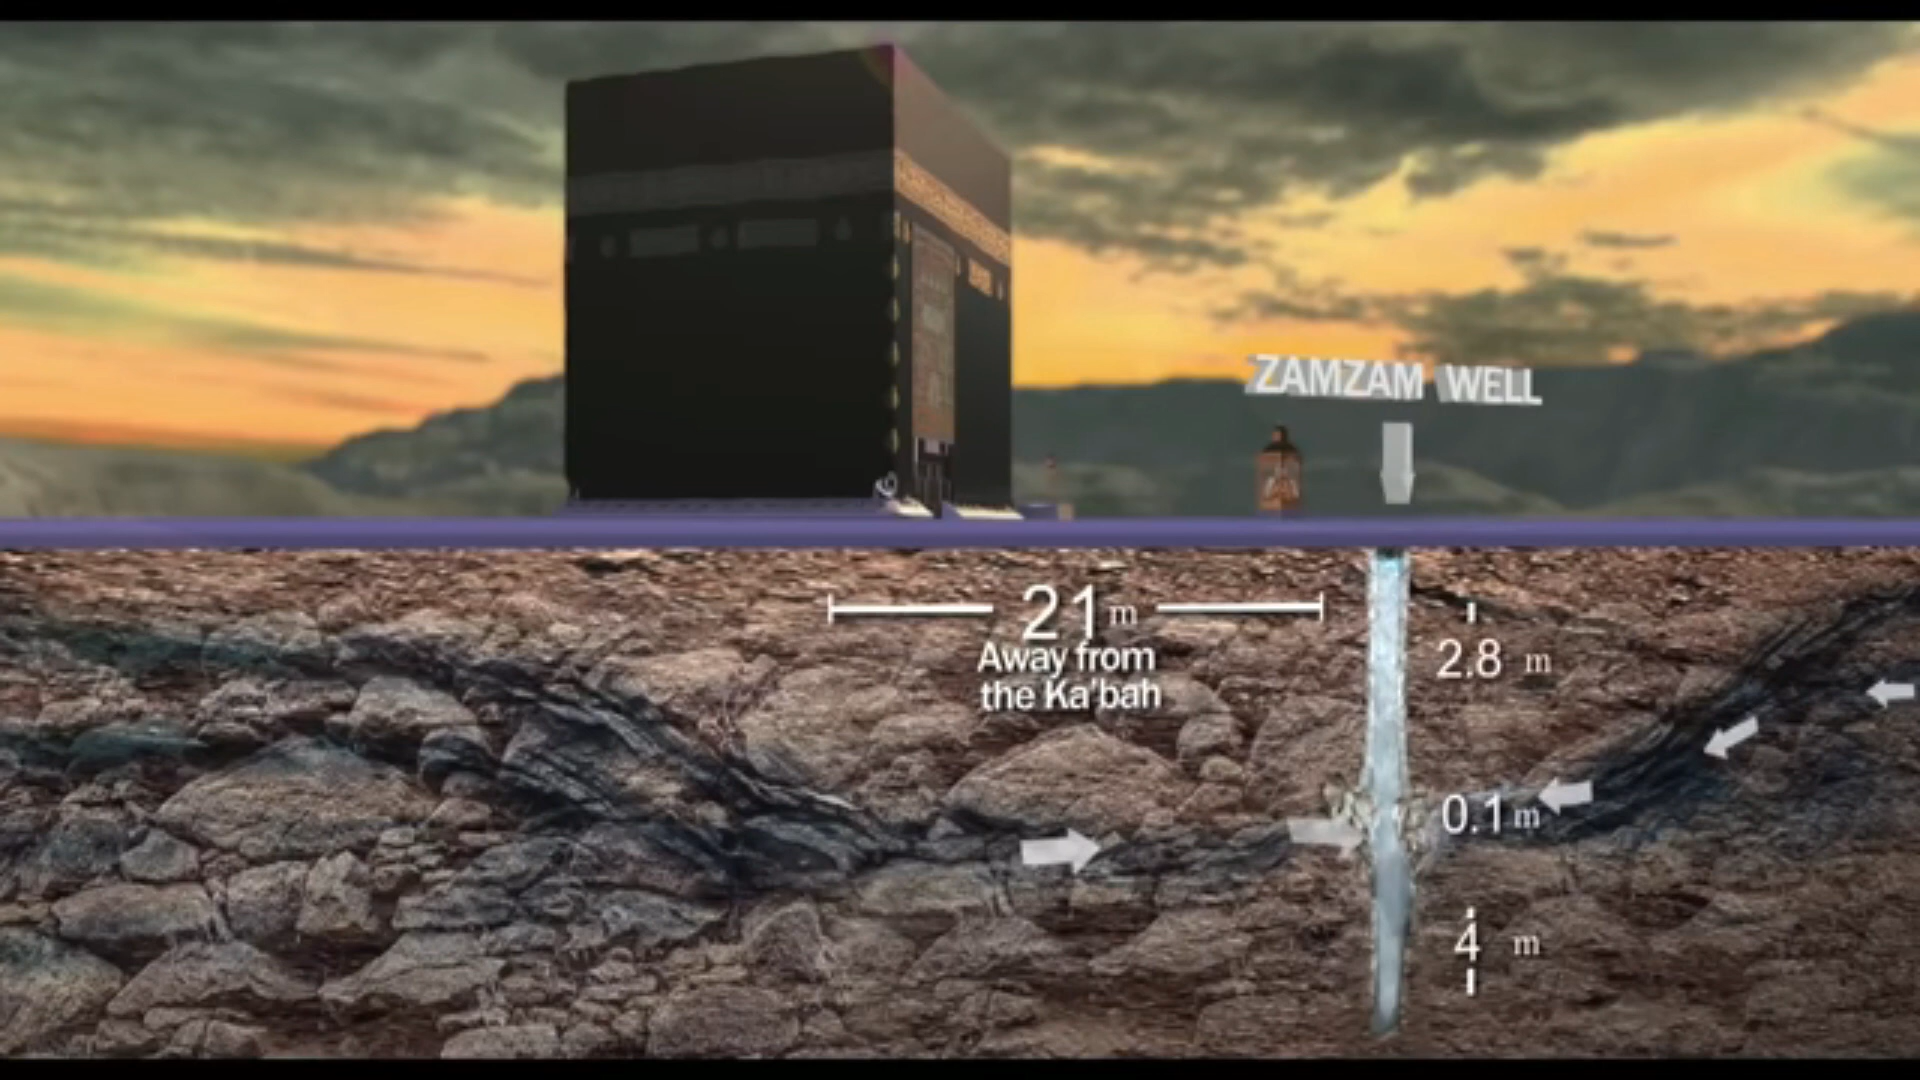 ZAMZAM WELL
21 m
Away from
the Ka'bah
2.8 m
0.1 m
4 m